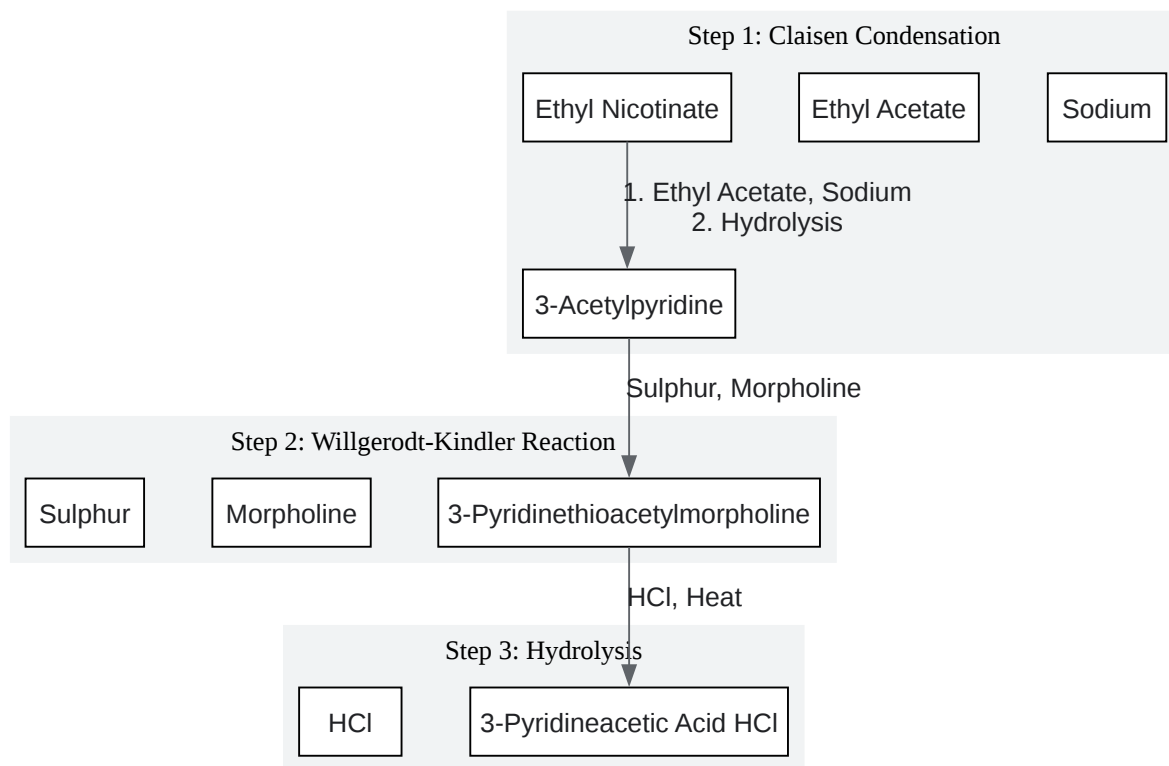 Step 1: Claisen Condensation
Ethyl Nicotinate
Ethyl Acetate
Sodium
1. Ethyl Acetate, Sodium
2. Hydrolysis
3-Acetylpyridine
Sulphur, Morpholine
Step 2: Willgerodt-Kindler Reaction
Sulphur
Morpholine
3-Pyridinethioacetylmorpholine
HCl, Heat
Step 3: Hydrolysis
HCl
3-Pyridineacetic Acid HCl